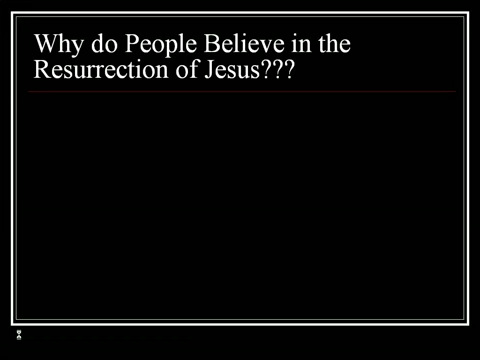 Why do People Believe in the
Resurrection of Jesus???